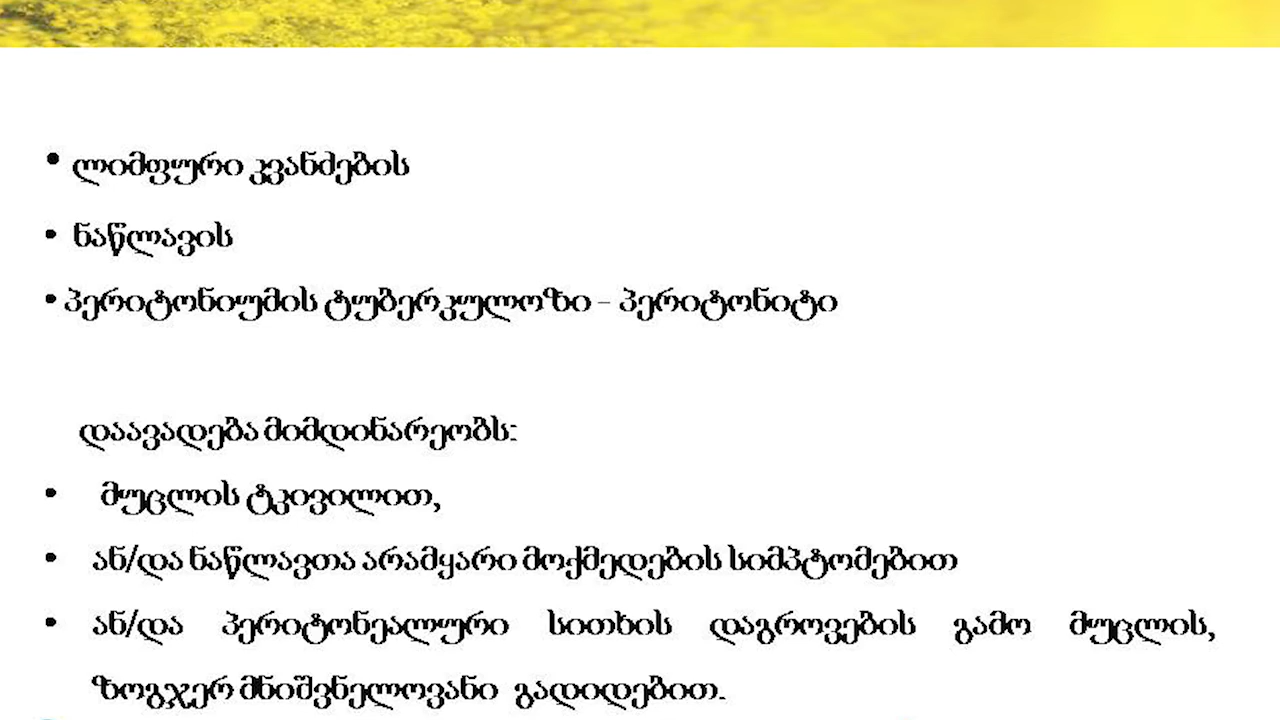 • ლიმფური კვანძების
• ნაწლავის
• პერიტონიუმის ტუბერკულოზი – პერიტონიტი
დაავადება მიმდინარეობს:
• მუცლის ტკივილით,
• ან/და ნაწლავთა არამყარი მოქმედების სიმპტომებით
• ან/და პერიტონეალური სითხის დაგროვების გამო მუცლის,
ზოგჯერ მნიშვნელოვანი გადიდებით.